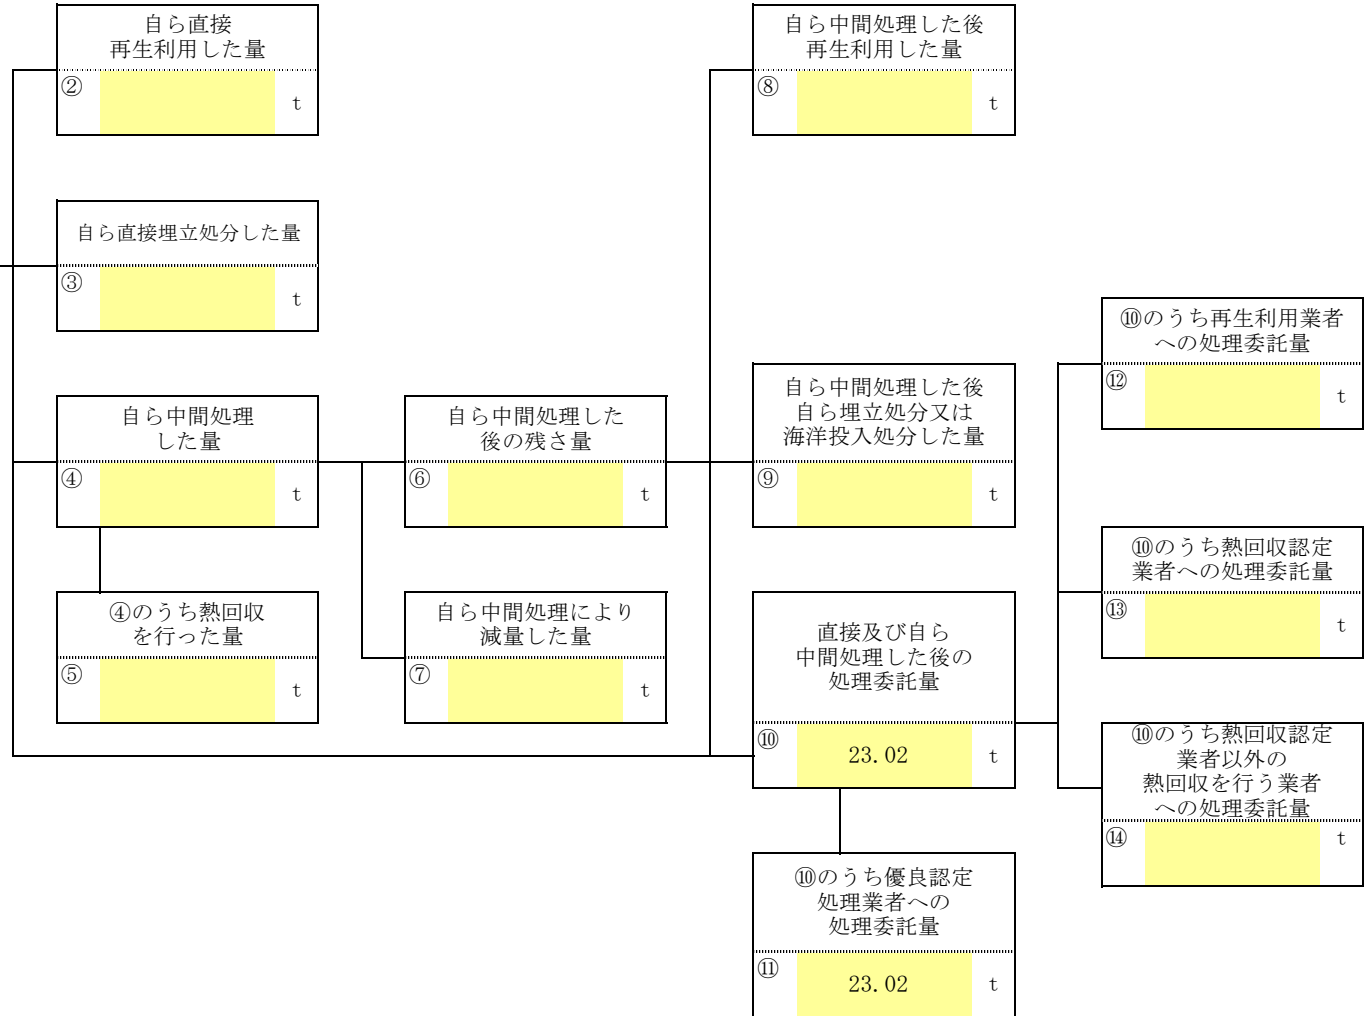 自ら直接
再生利用した量
② t
自ら中間処理した後
再生利用した量
⑧ t
自ら直接埋立処分した量
③ t
⑩のうち再生利用業者
への処理委託量
⑫ t
自ら中間処理
した量
④ t
自ら中間処理した
後の残さ量
⑥ t
自ら中間処理した後
自ら埋立処分又は
海洋投入処分した量
⑨ t
⑩のうち熱回収認定
業者への処理委託量
⑬ t
④のうち熱回収
を行った量
⑤ t
自ら中間処理により
減量した量
⑦ t
直接及び自ら
中間処理した後の
処理委託量
⑩ 23.02 t
⑩のうち熱回収認定
業者以外の
熱回収を行う業者
への処理委託量
⑭ t
⑩のうち優良認定
処理業者への
処理委託量
⑪ 23.02 t